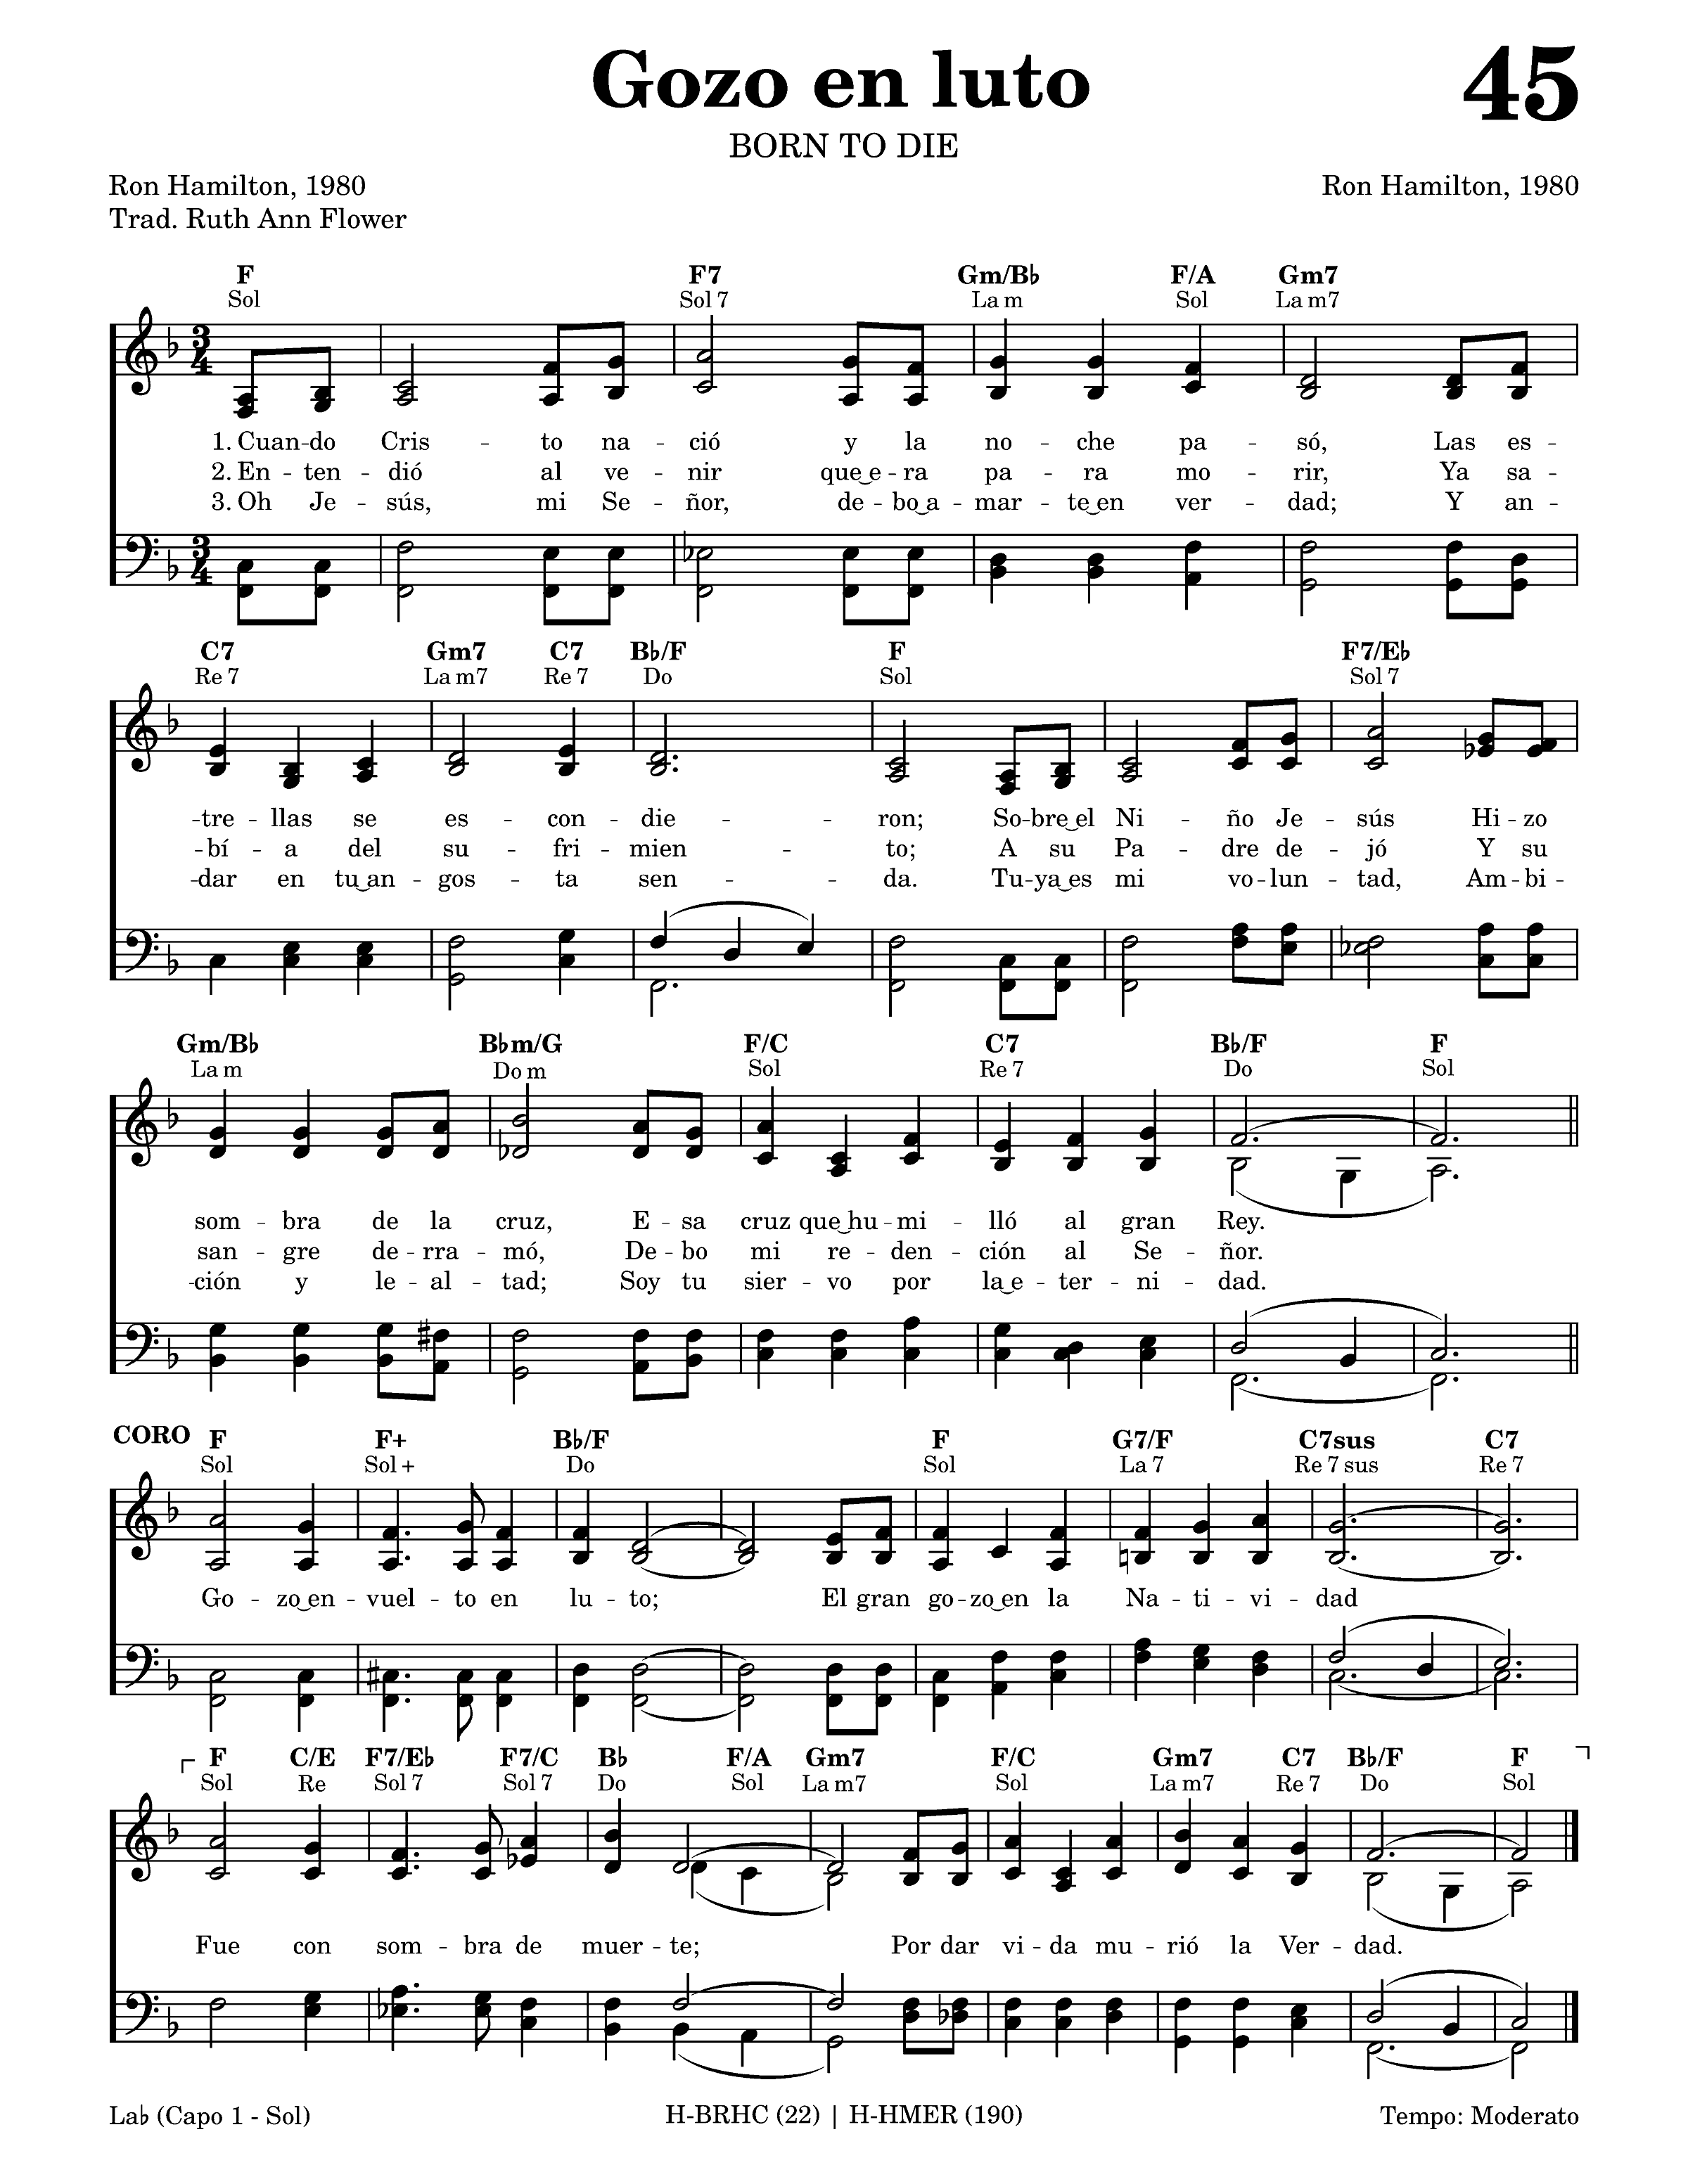 Gozo en luto 45
BORN TO DIE
Ron Hamilton, 1980 Ron Hamilton, 1980
Trad. Ruth Ann Flower
F F7 Gm/B♭ F/A Gm7
Sol Sol 7 La m Sol La m7
3 4
1. Cuan -- do Cris -- to na -- ció y la no -- che pa -- só, Las es --
2. En -- ten -- dió al ve -- nir que‿e -- ra pa -- ra mo -- rir, Ya sa --
3. Oh Je -- sús, mi Se -- ñor, de -- bo‿a -- mar -- te‿en ver -- dad; Y an --
3 4
C7 Gm7 C7 B♭/F F F7/E♭
Re 7 La m7 Re 7 Do Sol Sol 7
-- tre -- llas se es -- con -- die -- ron; So -- bre‿el Ni -- ño Je -- sús Hi -- zo
-- bí -- a del su -- fri -- mien -- to; A su Pa -- dre de -- jó Y su
-- dar en tu‿an -- gos -- ta sen -- da. Tu -- ya‿es mi vo -- lun -- tad, Am -- bi --
Gm/B♭ B♭m/G F/C C7 B♭/F F
La m Do m Sol Re 7 Do Sol
som -- bra de la cruz, E -- sa cruz que‿hu -- mi -- lló al gran Rey.
san -- gre de -- rra -- mó, De -- bo mi re -- den -- ción al Se -- ñor.
-- ción y le -- al -- tad; Soy tu sier -- vo por la‿e -- ter -- ni -- dad.
CORO F F+ B♭/F F G7/F C7sus C7
Sol Sol + Do Sol La 7 Re 7 sus Re 7
Go -- zo‿en -- vuel -- to en lu -- to; El gran go -- zo‿en la Na -- ti -- vi -- dad
F C/E F7/E♭ F7/C B♭ F/A Gm7 F/C Gm7 C7 B♭/F F
Sol Re Sol 7 Sol 7 Do Sol La m7 Sol La m7 Re 7 Do Sol
Fue con som -- bra de muer -- te; Por dar vi -- da mu -- rió la Ver -- dad.
La♭ (Capo 1 - Sol) H-BRHC (22) | H-HMER (190) Tempo: Moderato